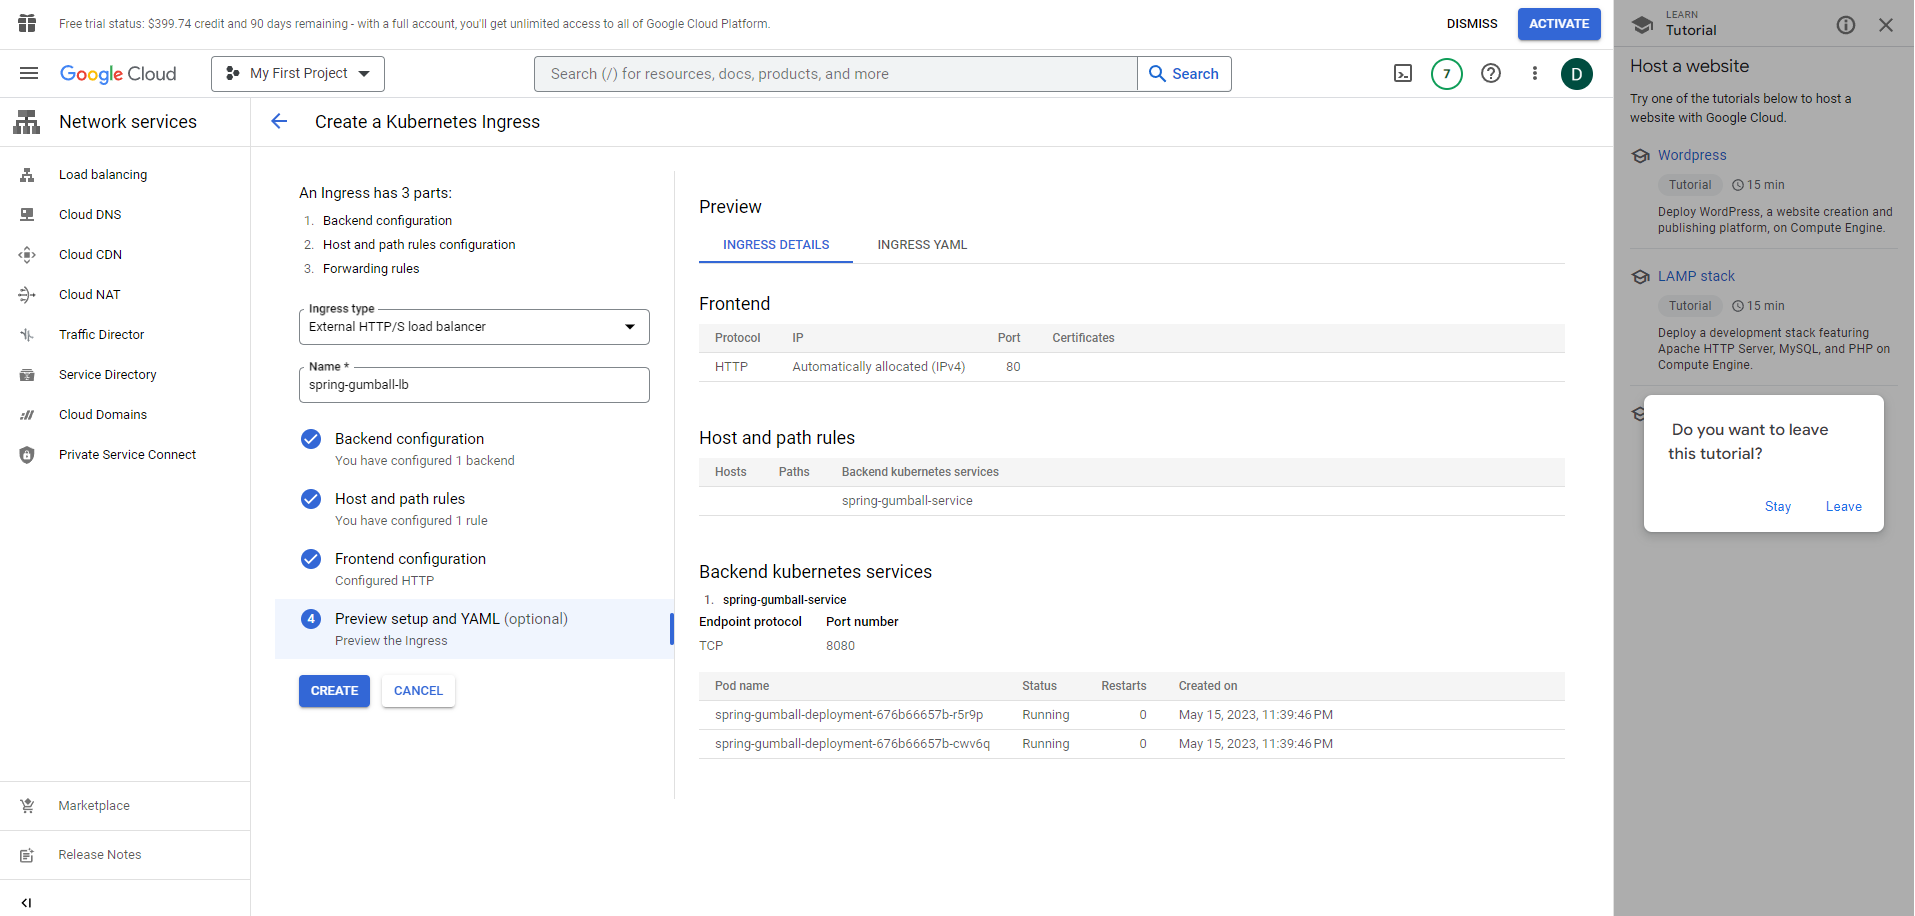 Free trial status: $399.74 credit and 90 days remaining - with a full account, you'll get unlimited access to all of Google Cloud Platform.
DISMISS
ACTIVATE
Google Cloud
My First Project
Search (/) for resources, docs, products, and more
Search
7
D
Network services
Load balancing
Cloud DNS
Cloud CDN
Cloud NAT
Traffic Director
Service Directory
Cloud Domains
Private Service Connect
Marketplace
Release Notes
Create a Kubernetes Ingress
An Ingress has 3 parts:
1. Backend configuration
2. Host and path rules configuration
3. Forwarding rules
Ingress type
External HTTP/S load balancer
Name *
spring-gumball-lb
Backend configuration
You have configured 1 backend
Host and path rules
You have configured 1 rule
Frontend configuration
Configured HTTP
4 Preview setup and YAML (optional)
Preview the Ingress
CREATE CANCEL
Preview
INGRESS DETAILS INGRESS YAML
Frontend
Protocol IP Port Certificates
HTTP Automatically allocated (IPv4) 80
Host and path rules
Hosts Paths Backend kubernetes services
spring-gumball-service
Backend kubernetes services
1. spring-gumball-service
Endpoint protocol Port number
TCP 8080
Pod name Status Restarts Created on
spring-gumball-deployment-676b66657b-r5r9p Running 0 May 15, 2023, 11:39:46 PM
spring-gumball-deployment-676b66657b-cwv6q Running 0 May 15, 2023, 11:39:46 PM
LEARN
Tutorial
Host a website
Try one of the tutorials below to host a
website with Google Cloud.
Wordpress
Tutorial 15 min
Deploy WordPress, a website creation and
publishing platform, on Compute Engine.
LAMP stack
Tutorial 15 min
Deploy a development stack featuring
Apache HTTP Server, MySQL, and PHP on
Compute Engine.
Do you want to leave
this tutorial?
Stay Leave